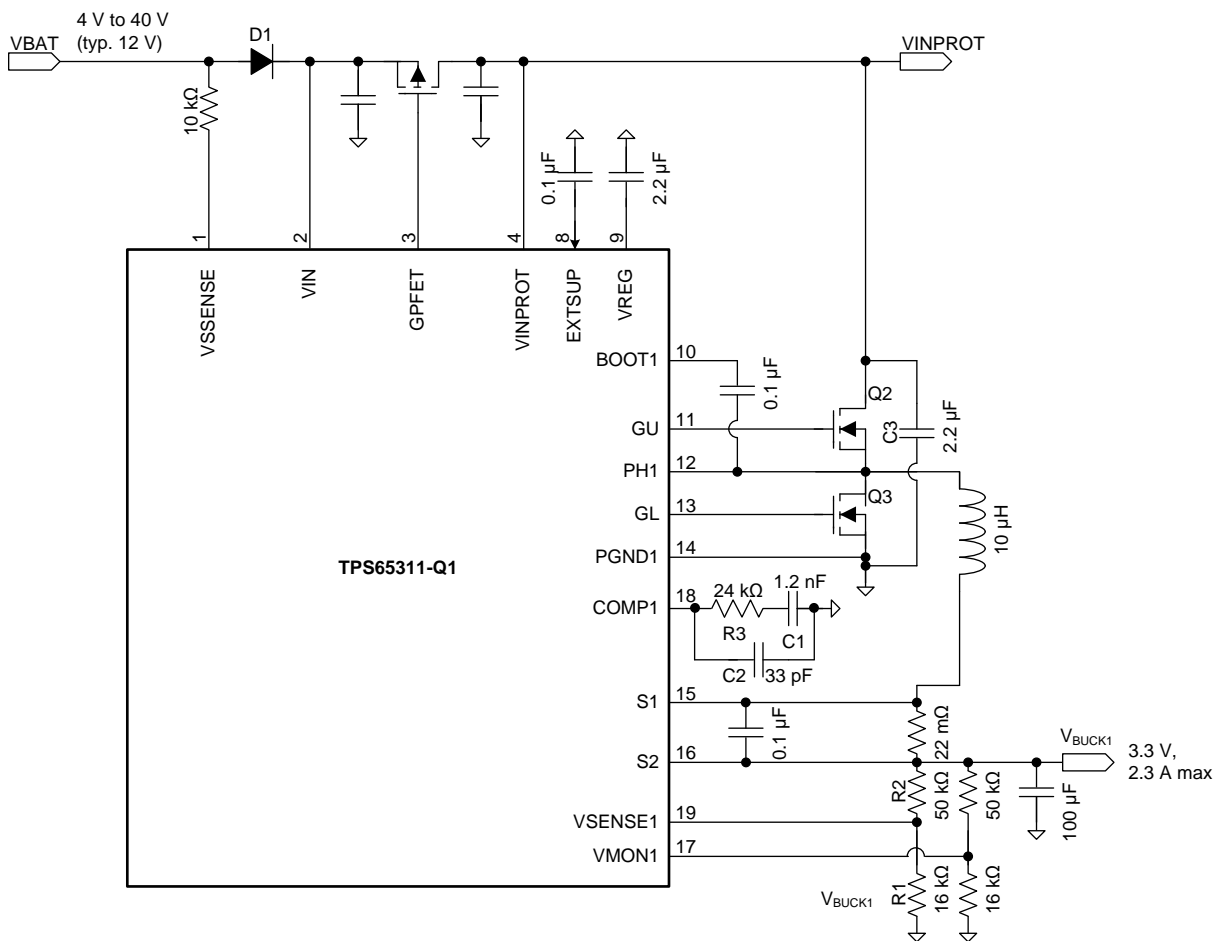 4 V to 40 V
(typ. 12 V)
VBAT
D1
VINPROT
10 kΩ
0.1 µF
2.2 µF
1
2
3
4
8
9
VSSENSE
VIN
GPFET
VINPROT
EXTSUP
VREG
BOOT1
10
0.1 µF
Q2
GU
11
C3
2.2 µF
PH1
12
Q3
GL
13
10 µH
PGND1
14
TPS65311-Q1
COMP1
18
24 kΩ
1.2 nF
R3
C1
C2
33 pF
S1
15
0.1 µF
22 mΩ
S2
16
VBUCK1
3.3 V,
2.3 A max
R2
50 kΩ
50 kΩ
100 µF
VSENSE1
19
VMON1
17
VBUCK1
R1
16 kΩ
16 kΩ